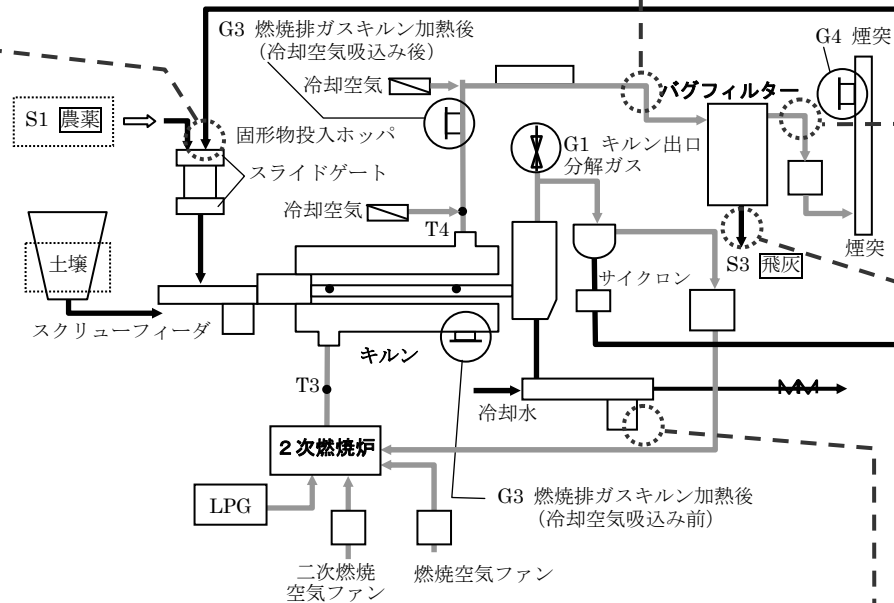 G3 燃焼排ガスキルン加熱後
（冷却空気吸込み後）
G4 煙突
冷却空気
バグフィルター
S1 農薬
固形物投入ホッパ
G1 キルン出口
分解ガス
スライドゲート
冷却空気
T4
煙突
土壌
S3 飛灰
サイクロン
スクリューフィーダ
キルン
T3
冷却水
２次燃焼炉
LPG
G3 燃焼排ガスキルン加熱後
（冷却空気吸込み前）
二次燃焼
空気ファン
燃焼空気ファン